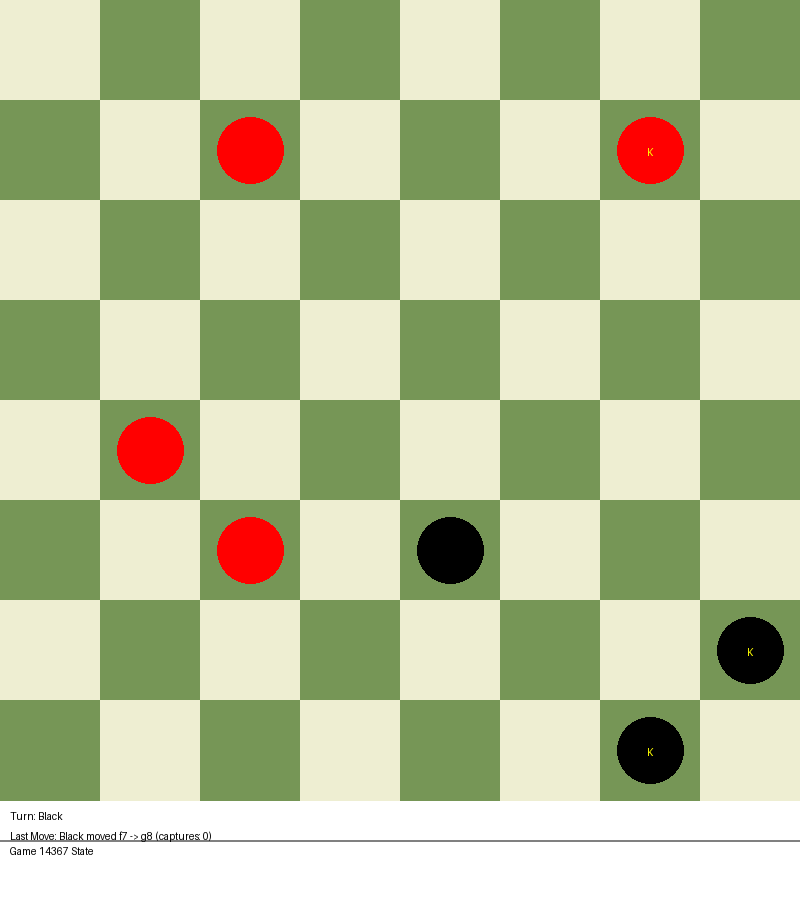 K
K
K
Turn: Black
Last Move: Black moved f7 -> g8 (captures: 0)
Game 14367 State